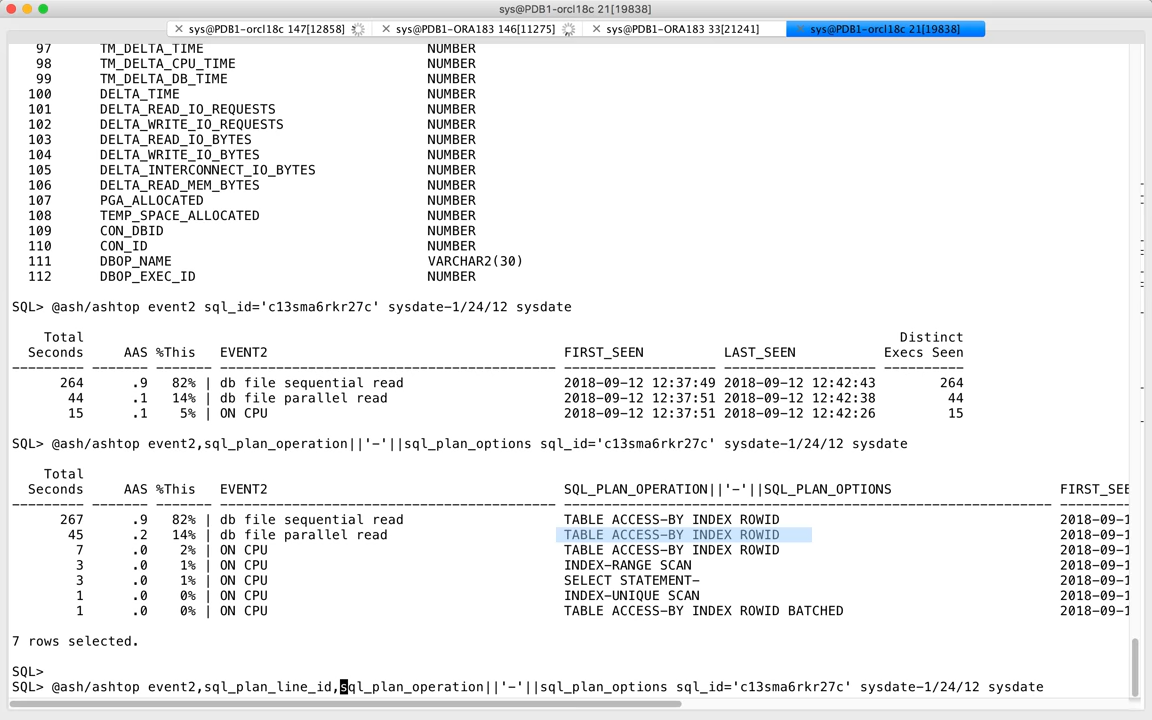 sys@PDB1-orcl18c 21[19838]
sys@PDB1-orcl18c 147[12858] sys@PDB1-ORA183 146[11275] sys@PDB1-ORA183 33[21241] sys@PDB1-orcl18c 21[19838]
97 TM_DELTA_TIME NUMBER
98 TM_DELTA_CPU_TIME NUMBER
99 TM_DELTA_DB_TIME NUMBER
100 DELTA_TIME NUMBER
101 DELTA_READ_IO_REQUESTS NUMBER
102 DELTA_WRITE_IO_REQUESTS NUMBER
103 DELTA_READ_IO_BYTES NUMBER
104 DELTA_WRITE_IO_BYTES NUMBER
105 DELTA_INTERCONNECT_IO_BYTES NUMBER
106 DELTA_READ_MEM_BYTES NUMBER
107 PGA_ALLOCATED NUMBER
108 TEMP_SPACE_ALLOCATED NUMBER
109 CON_DBID NUMBER
110 CON_ID NUMBER
111 DBOP_NAME VARCHAR2(30)
112 DBOP_EXEC_ID NUMBER
SQL> @ash/ashtop event2 sql_id='c13sma6rkr27c' sysdate-1/24/12 sysdate
Total Distinct
Seconds AAS %This EVENT2 FIRST_SEEN LAST_SEEN Execs Seen
--------- ------- ------- ------------------------------------------ ------------------- ------------------- ----------
264 .9 82% | db file sequential read 2018-09-12 12:37:49 2018-09-12 12:42:43 264
44 .1 14% | db file parallel read 2018-09-12 12:37:51 2018-09-12 12:42:38 44
15 .1 5% | ON CPU 2018-09-12 12:37:51 2018-09-12 12:42:26 15
SQL> @ash/ashtop event2,sql_plan_operation||'-'||sql_plan_options sql_id='c13sma6rkr27c' sysdate-1/24/12 sysdate
Total
Seconds AAS %This EVENT2 SQL_PLAN_OPERATION||'-'||SQL_PLAN_OPTIONS FIRST_SEE
--------- ------- ------- ------------------------------------------ ------------------------------------------------------------- ---------
267 .9 82% | db file sequential read TABLE ACCESS-BY INDEX ROWID 2018-09-1
45 .2 14% | db file parallel read TABLE ACCESS-BY INDEX ROWID 2018-09-1
7 .0 2% | ON CPU TABLE ACCESS-BY INDEX ROWID 2018-09-1
3 .0 1% | ON CPU INDEX-RANGE SCAN 2018-09-1
3 .0 1% | ON CPU SELECT STATEMENT- 2018-09-1
1 .0 0% | ON CPU INDEX-UNIQUE SCAN 2018-09-1
1 .0 0% | ON CPU TABLE ACCESS-BY INDEX ROWID BATCHED 2018-09-1
7 rows selected.
SQL>
SQL> @ash/ashtop event2,sql_plan_line_id,sql_plan_operation||'-'||sql_plan_options sql_id='c13sma6rkr27c' sysdate-1/24/12 sysdate